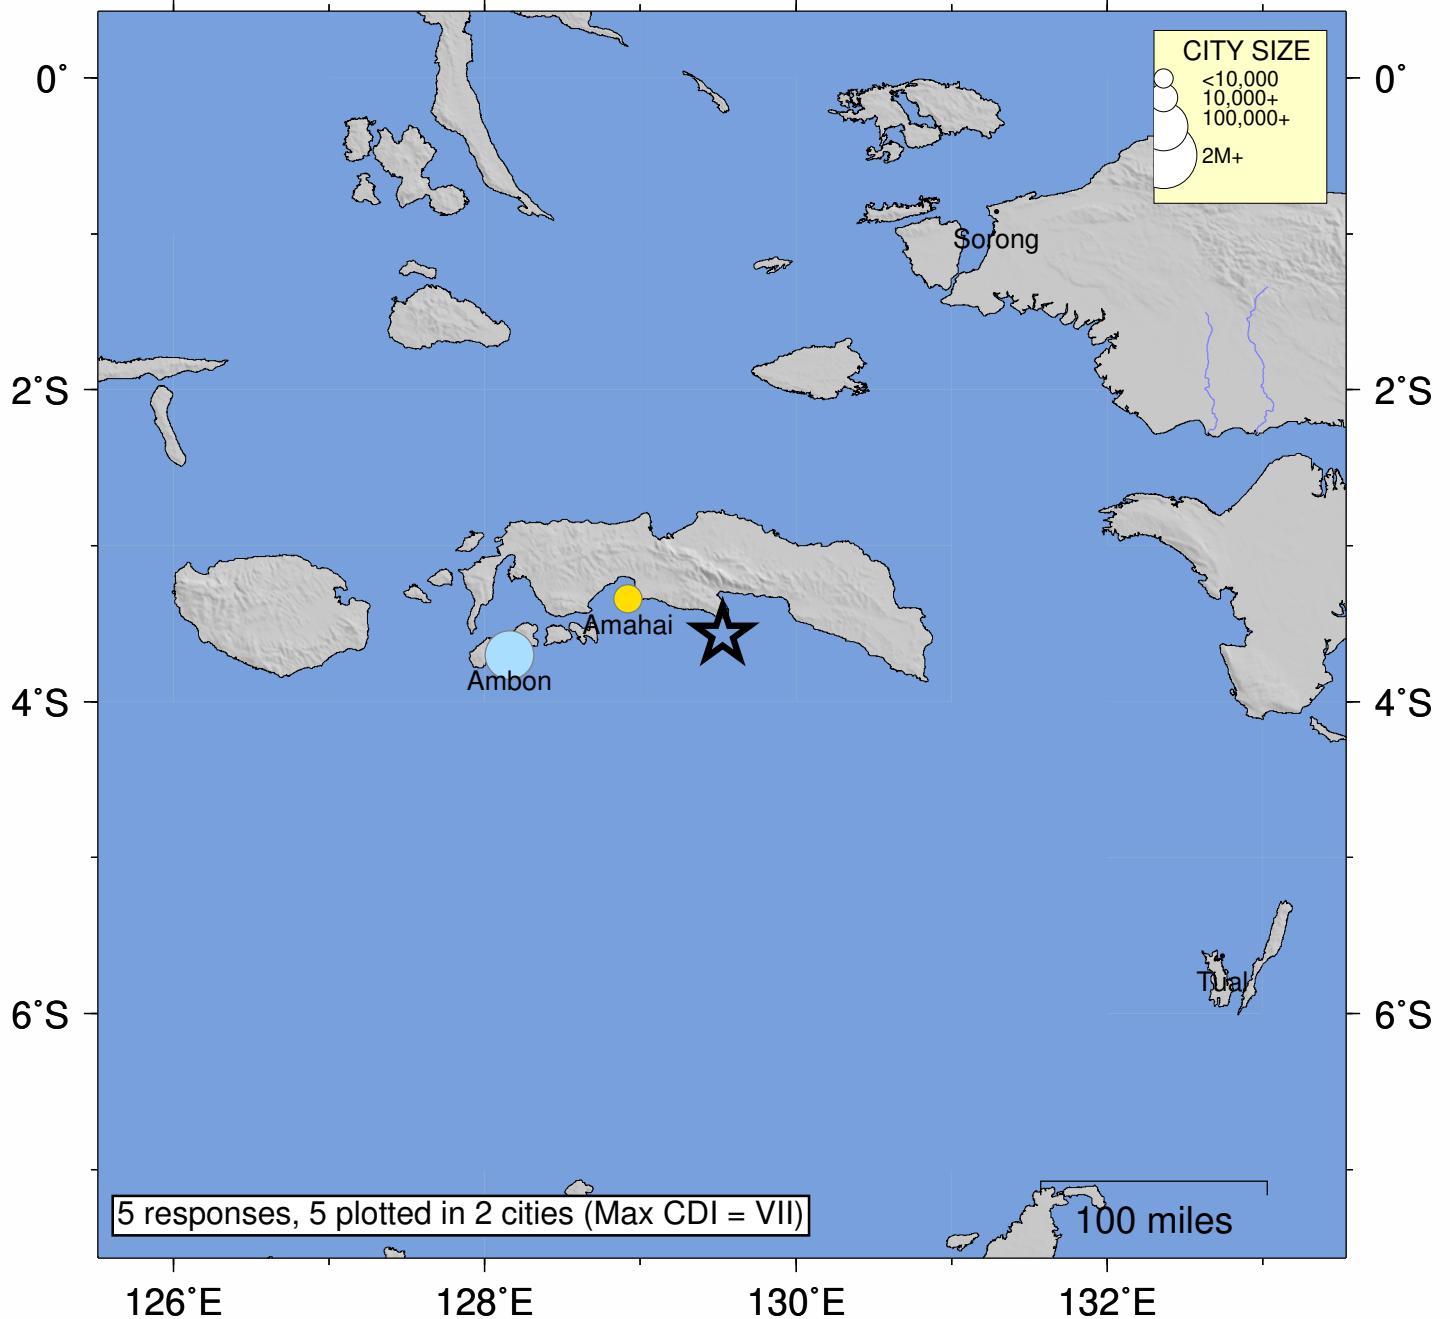 CITY SIZE
<10,000
10,000+
100,000+
2M+
0˚
0˚
Sorong
2˚S
2˚S
Amahai
Ambon
4˚S
4˚S
Tual
6˚S
6˚S
5 responses, 5 plotted in 2 cities (Max CDI = VII)
100 miles
126˚E
128˚E
130˚E
132˚E